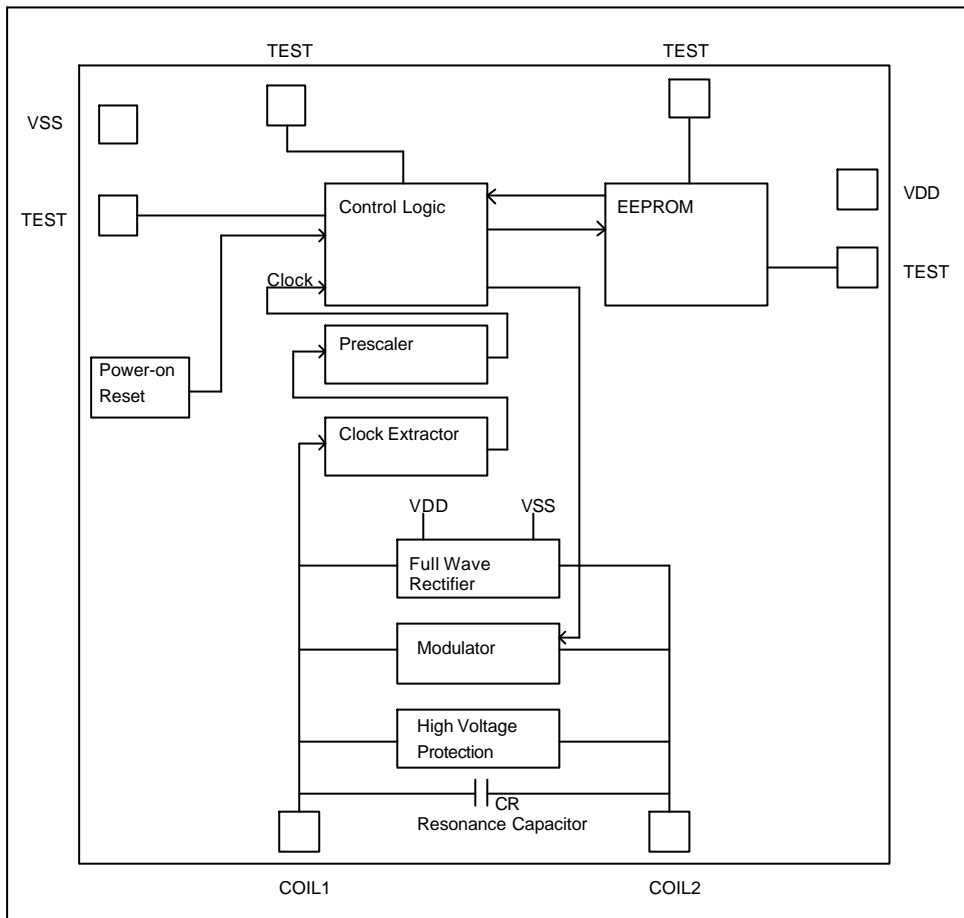 TEST
TEST
VSS
Control Logic
EEPROM
VDD
TEST
TEST
Clock
Prescaler
Power-on
Reset
Clock Extractor
VDD
VSS
Full Wave
Rectifier
Modulator
High Voltage
Protection
CR
Resonance Capacitor
COIL1
COIL2